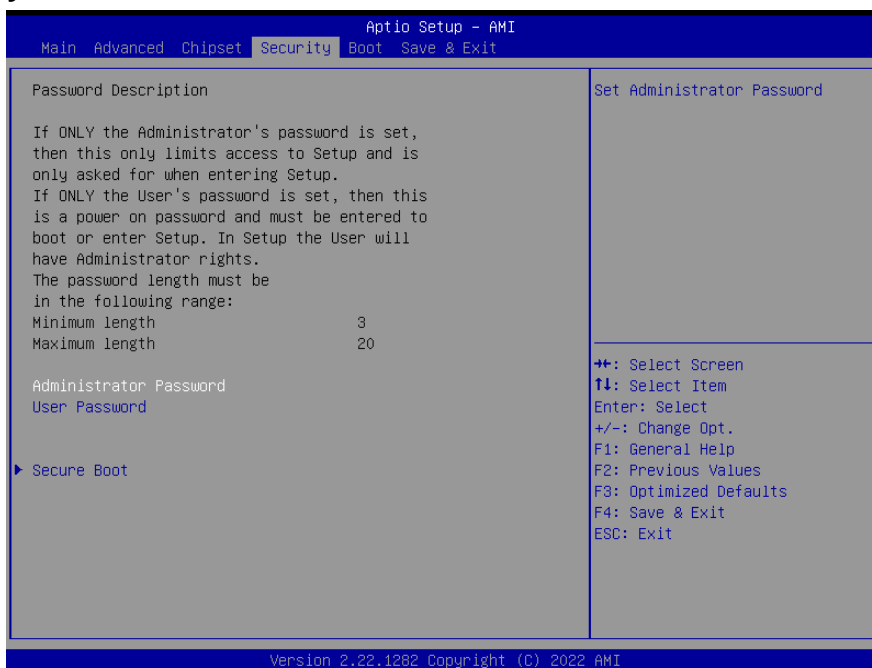 Aptio Setup – AMI
Main Advanced Chipset Security Boot Save & Exit
Password Description
If ONLY the Administrator's password is set,
then this only limits access to Setup and is
only asked for when entering Setup.
If ONLY the User's password is set, then this
is a power on password and must be entered to
boot or enter Setup. In Setup the User will
have Administrator rights.
The password length must be
in the following range:
Minimum length 3
Maximum length 20
Administrator Password
User Password
Secure Boot
Set Administrator Password
→←: Select Screen
↑↓: Select Item
Enter: Select
+/-: Change Opt.
F1: General Help
F2: Previous Values
F3: Optimized Defaults
F4: Save & Exit
ESC: Exit
Version 2.22.1282 Copyright (C) 2022 AMI